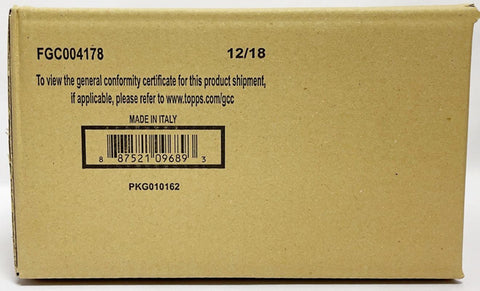 FGC004178 12/18
To view the general conformity certificate for this product shipment,
if applicable, please refer to www.topps.com/gcc
MADE IN ITALY
8 87521 09689 3
PKG010162